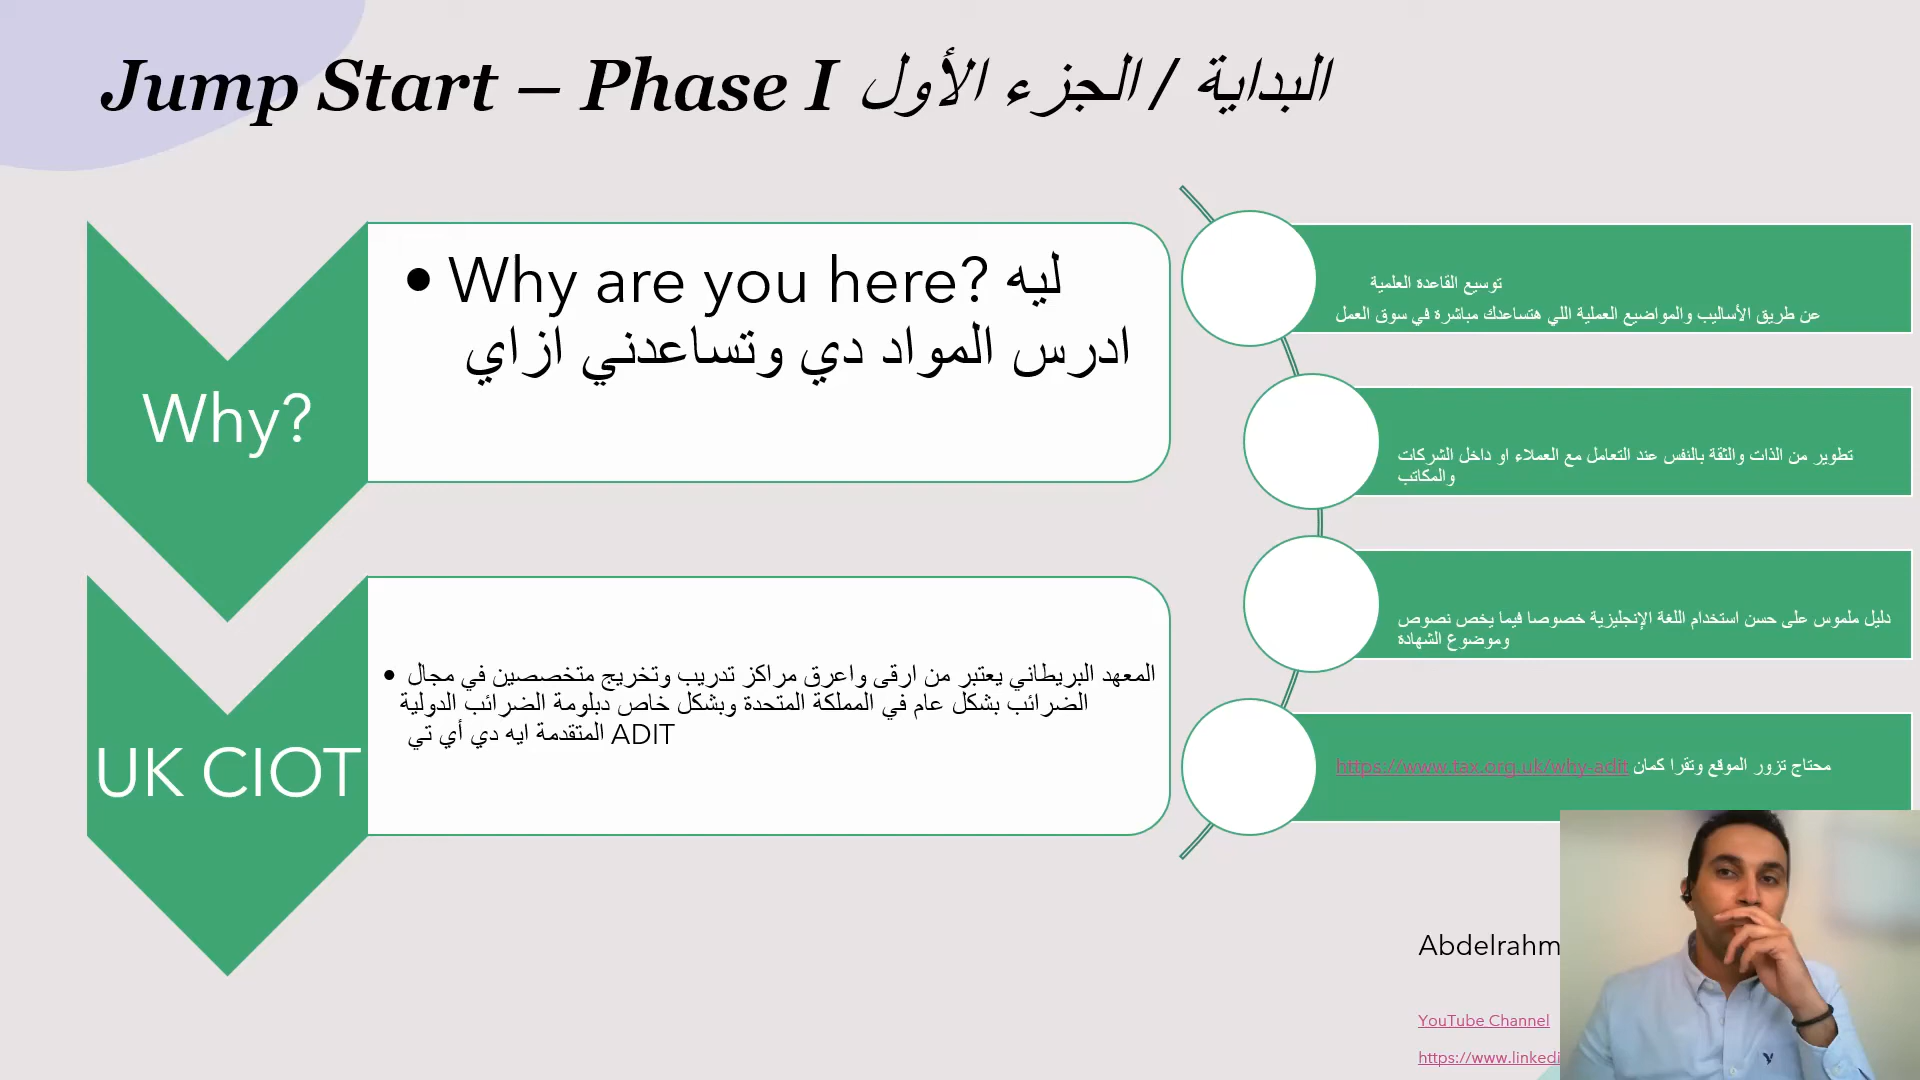 Jump Start – Phase I البداية / الجزء الأول
Why?
• Why are you here? ليه
ادرس المواد دي وتساعدني ازاي
UK CIOT
• المعهد البريطاني يعتبر من ارقى واعرق مراكز تدريب وتخريج متخصصين في مجال
الضرائب بشكل عام في المملكة المتحدة وبشكل خاص دبلومة الضرائب الدولية
المتقدمة ايه دي أي تي ADIT
توسيع القاعدة العلمية
عن طريق الأساليب والمواضيع العملية اللي هتساعدك مباشرة في سوق العمل
تطوير من الذات والثقة بالنفس عند التعامل مع العملاء او داخل الشركات
والمكاتب
دليل ملموس على حسن استخدام اللغة الإنجليزية خصوصا فيما يخص نصوص
وموضوع الشهادة
محتاج تزور الموقع وتقرا كمان https://www.tax.org.uk/why-adit
Abdelrahm
YouTube Channel
https://www.linkedi